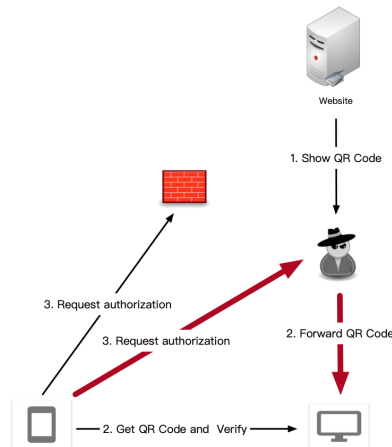 Website
1. Show QR Code
3. Request authorization
3. Request authorization
2. Forward QR Code
2. Get QR Code and Verify